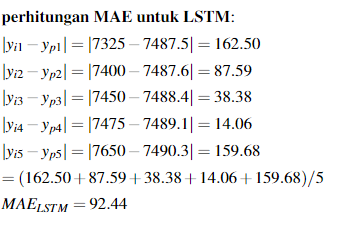 perhitungan MAE untuk LSTM:
|y_{i1} − y_{p1}| = |7325 − 7487.5| = 162.50
|y_{i2} − y_{p2}| = |7400 − 7487.6| = 87.59
|y_{i3} − y_{p3}| = |7450 − 7488.4| = 38.38
|y_{i4} − y_{p4}| = |7475 − 7489.1| = 14.06
|y_{i5} − y_{p5}| = |7650 − 7490.3| = 159.68
= (162.50 + 87.59 + 38.38 + 14.06 + 159.68)/5
MAE_{LSTM} = 92.44